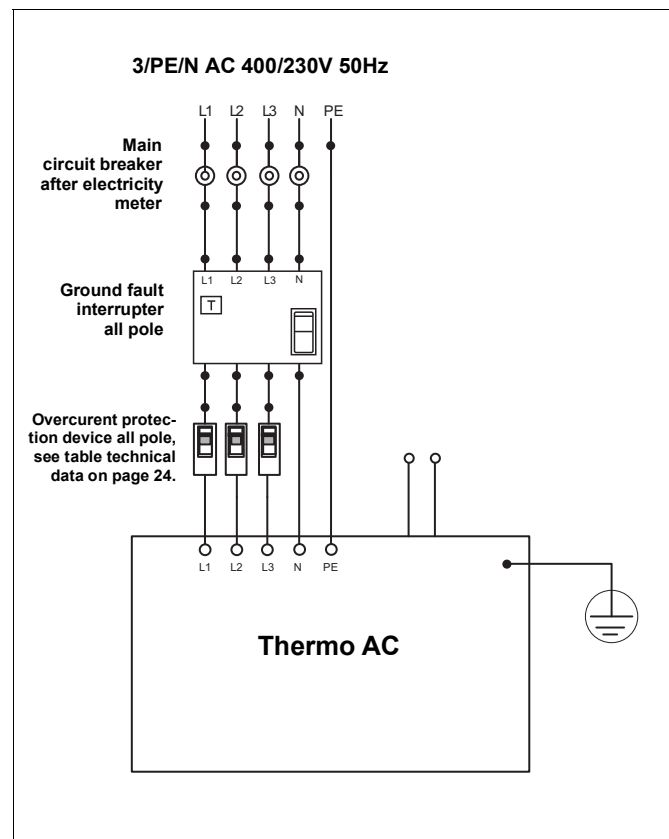 3/PE/N AC 400/230V 50Hz
L1 L2 L3 N PE
Main
circuit breaker
after electricity
meter
L1 L2 L3 N
T
Ground fault
interrupter
all pole
Overcurent protec-
tion device all pole,
see table technical
data on page 24.
L1 L2 L3 N PE
Thermo AC